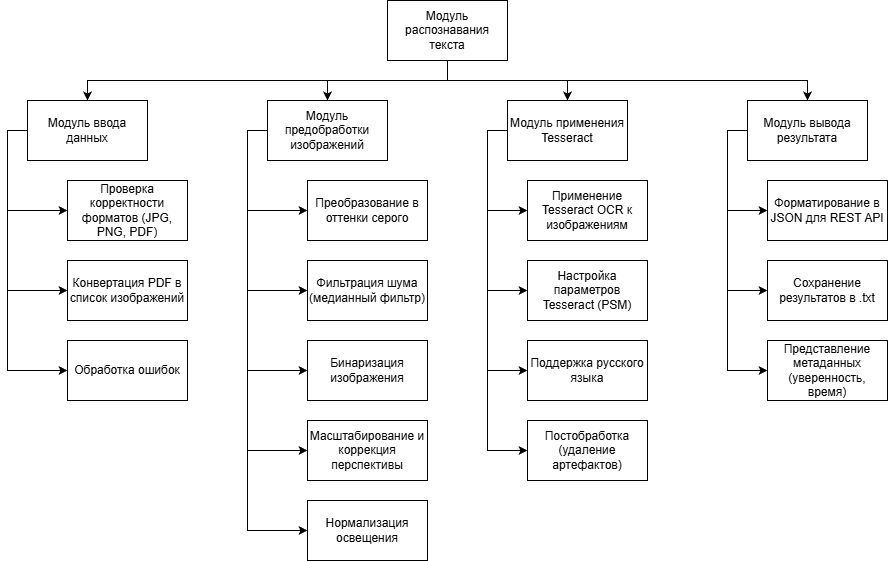 Модуль
распознавания
текста
Модуль ввода
данных
Проверка
корректности
форматов (JPG,
PNG, PDF)
Конвертация PDF в
список изображений
Обработка ошибок
Модуль
предобработки
изображений
Преобразование в
оттенки серого
Фильтрация шума
(медианный фильтр)
Бинаризация
изображения
Масштабирование и
коррекция
перспективы
Нормализация
освещения
Модуль применения
Tesseract
Применение
Tesseract OCR к
изображениям
Настройка
параметров
Tesseract (PSM)
Поддержка русского
языка
Постобработка
(удаление
артефактов)
Модуль вывода
результата
Форматирование в
JSON для REST API
Сохранение
результатов в .txt
Представление
метаданных
(уверенность,
время)